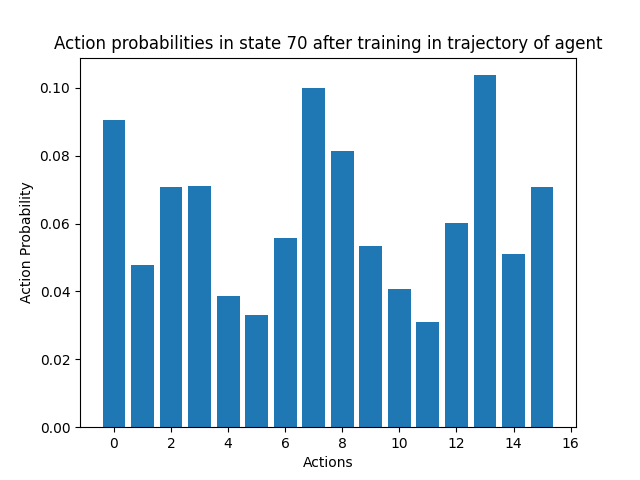 Action probabilities in state 70 after training in trajectory of agent
0.10
0.08
0.06
0.04
0.02
0.00
Action Probability
0 2 4 6 8 10 12 14 16
Actions